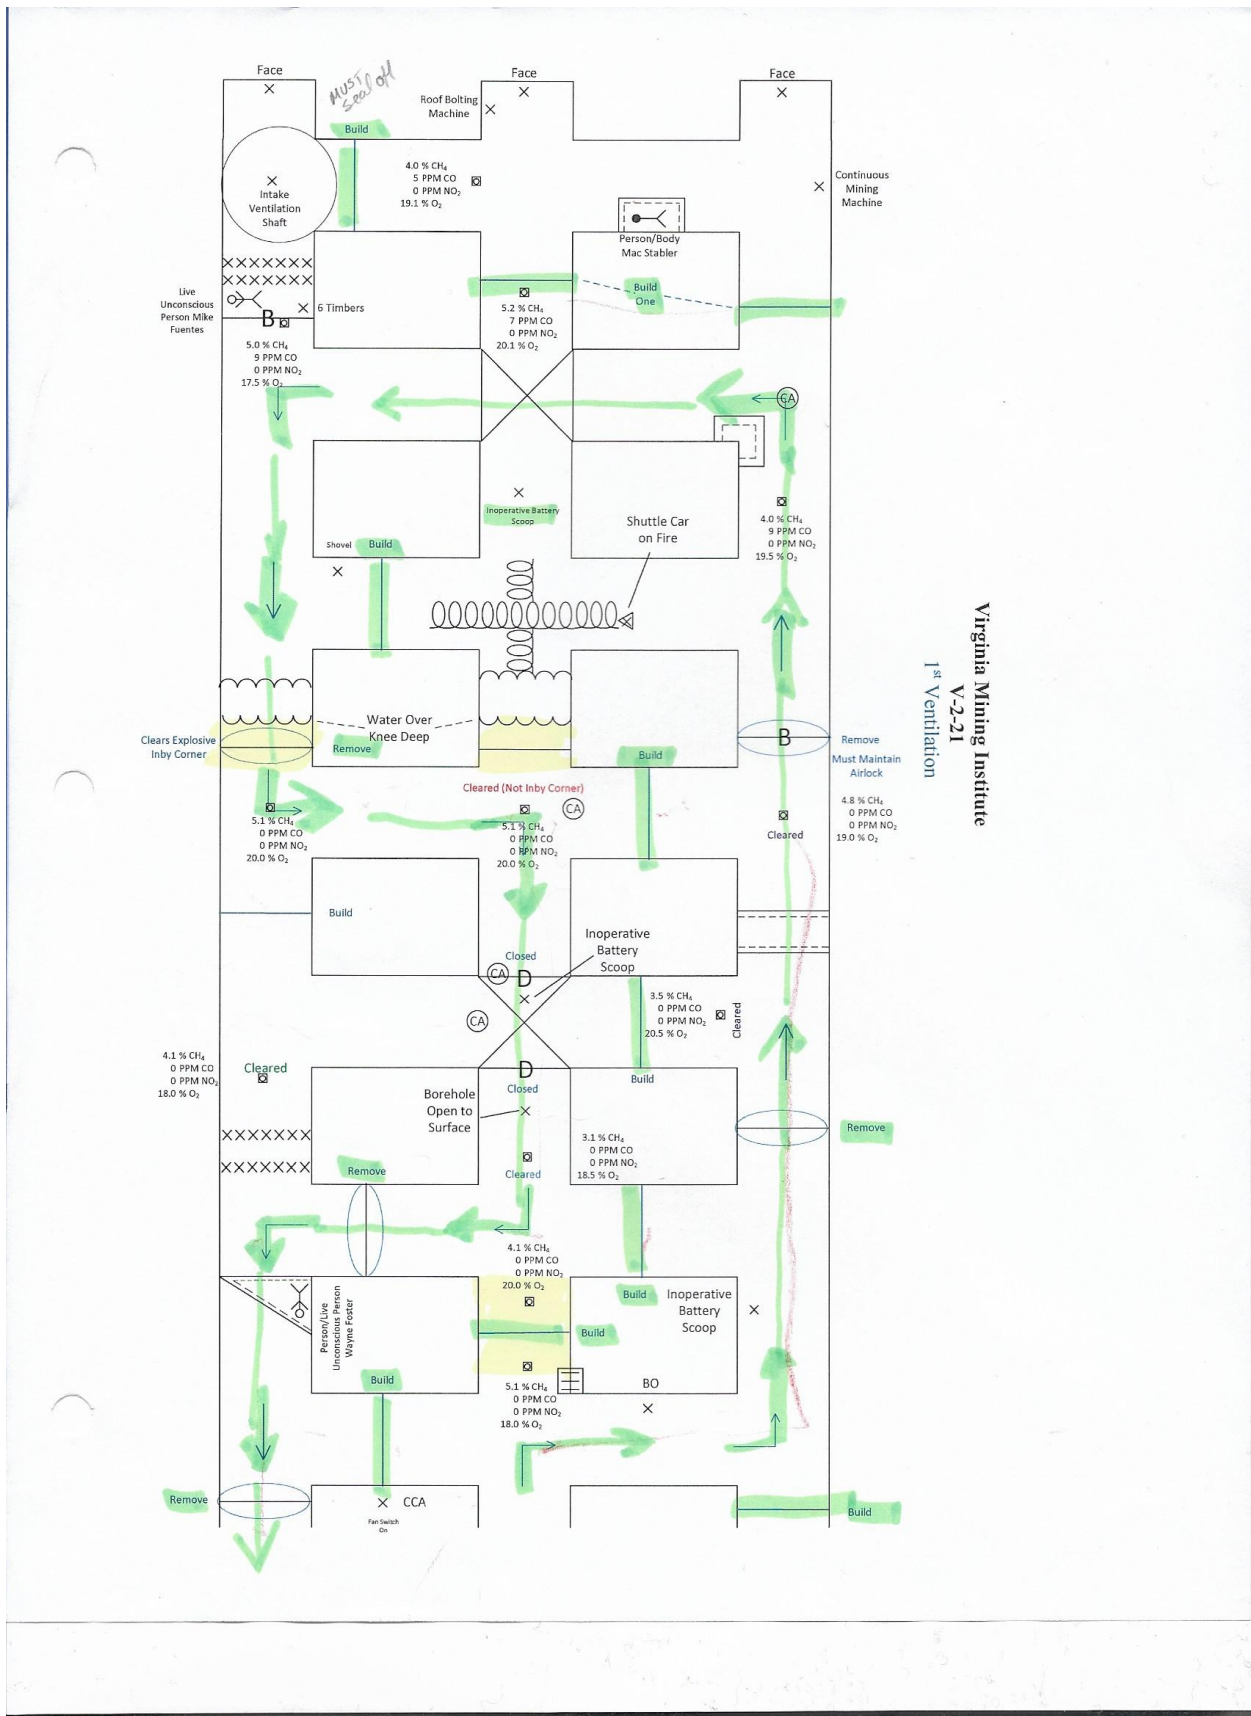 Face
Face
Face
MUST
Seal off
Build
Roof Bolting
Machine
4.0 % CH₄
5 PPM CO
0 PPM NO₂
19.1 % O₂
Continuous
Mining
Machine
Intake
Ventilation
Shaft
Person/Body
Mac Stabler
XXXXXXXX
XXXXXXXX
Live
Unconscious
Person Mike
Fuentes
6 Timbers
B
5.0 % CH₄
9 PPM CO
0 PPM NO₂
17.5 % O₂
5.2 % CH₄
7 PPM CO
0 PPM NO₂
20.1 % O₂
Build
One
CA
Inoperative Battery
Scoop
Shuttle Car
on Fire
4.0 % CH₄
9 PPM CO
0 PPM NO₂
19.5 % O₂
Shovel
Build
Virginia Mining Institute
V-2-21
1st Ventilation
Water Over
Knee Deep
Clears Explosive
Inby Corner
Remove
Build
B
Remove
Must Maintain
Airlock
Cleared (Not Inby Corner)
CA
5.1 % CH₄
0 PPM CO
0 PPM NO₂
20.0 % O₂
5.1 % CH₄
0 PPM CO
0 PPM NO₂
20.0 % O₂
4.8 % CH₄
0 PPM CO
0 PPM NO₂
19.0 % O₂
Cleared
Build
Inoperative
Battery
Scoop
Closed
CA
D
CA
3.5 % CH₄
0 PPM CO
0 PPM NO₂
20.5 % O₂
Cleared
4.1 % CH₄
0 PPM CO
0 PPM NO₂
18.0 % O₂
Cleared
D
Closed
Build
Borehole
Open to
Surface
XXXXXXX
XXXXXXX
3.1 % CH₄
0 PPM CO
0 PPM NO₂
18.5 % O₂
Remove
Remove
Cleared
4.1 % CH₄
0 PPM CO
0 PPM NO₂
20.0 % O₂
Person/Live
Unconscious Person
Wayne Foster
Build
Inoperative
Battery
Scoop
Build
Build
BO
5.1 % CH₄
0 PPM CO
0 PPM NO₂
18.0 % O₂
Remove
CCA
Fan Switch
On
Build